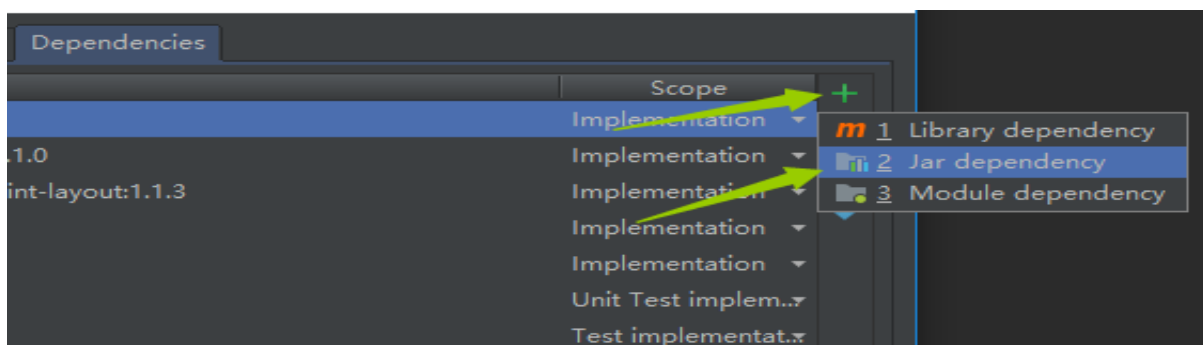 Dependencies
Scope
Implementation
1 Library dependency
.1.0 Implementation
2 Jar dependency
int-layout:1.1.3 Implementation
3 Module dependency
Implementation
Implementation
Unit Test implem...
Test implementat...